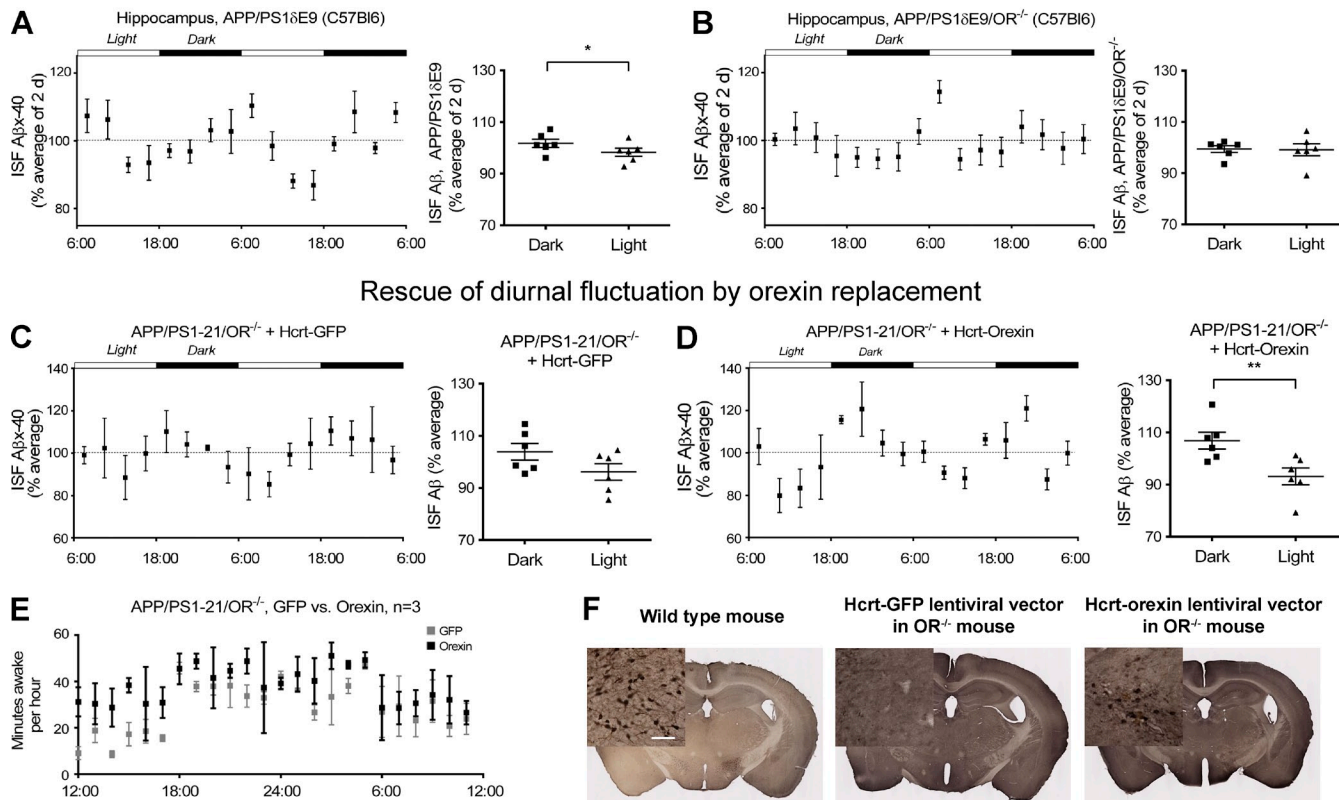 A
Hippocampus, APP/PS1δE9 (C57Bl6)
Light
Dark
ISF Aβx-40
(% average of 2 d)
120
100
80
6:00
18:00
6:00
18:00
6:00
ISF Aβ, APP/PS1δE9
(% average of 2 d)
130
110
90
70
*
Dark
Light
B
Hippocampus, APP/PS1δE9/OR-/- (C57Bl6)
Light
Dark
ISF Aβx-40
(% average of 2 d)
120
100
80
6:00
18:00
6:00
18:00
6:00
ISF Aβ, APP/PS1δE9/OR-/-
(% average of 2 d)
130
110
90
70
Dark
Light
Rescue of diurnal fluctuation by orexin replacement
C
APP/PS1-21/OR-/- + Hcrt-GFP
Light
Dark
ISF Aβx-40
(% average)
140
120
100
80
60
6:00
18:00
6:00
18:00
6:00
APP/PS1-21/OR-/-
+ Hcrt-GFP
ISF Aβ (% average)
130
110
90
70
Dark
Light
D
APP/PS1-21/OR-/- + Hcrt-Orexin
Light
Dark
ISF Aβx-40
(% average)
140
120
100
80
60
6:00
18:00
6:00
18:00
6:00
APP/PS1-21/OR-/-
+ Hcrt-Orexin
**
ISF Aβ (% average)
130
110
90
70
Dark
Light
E
APP/PS1-21/OR-/-, GFP vs. Orexin, n=3
GFP
Orexin
Minutes awake
per hour
60
40
20
0
12:00
18:00
24:00
6:00
12:00
F
Wild type mouse
Hcrt-GFP lentiviral vector
in OR-/- mouse
Hcrt-orexin lentiviral vector
in OR-/- mouse